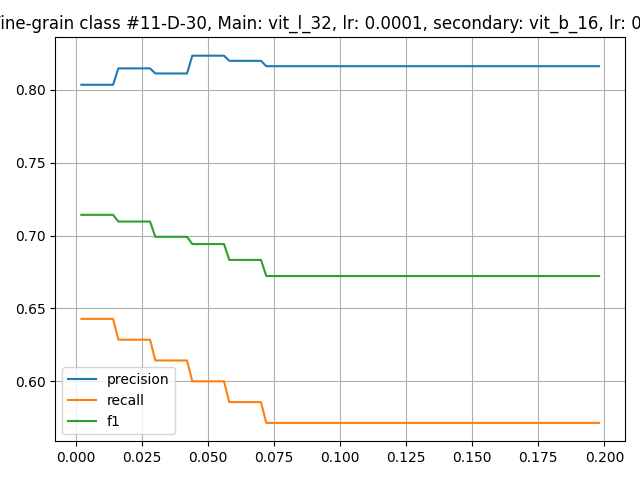 ine-grain class #11-D-30, Main: vit_l_32, lr: 0.0001, secondary: vit_b_16, lr: 0
0.80
0.75
0.70
0.65
0.60
precision
recall
f1
0.000 0.025 0.050 0.075 0.100 0.125 0.150 0.175 0.200